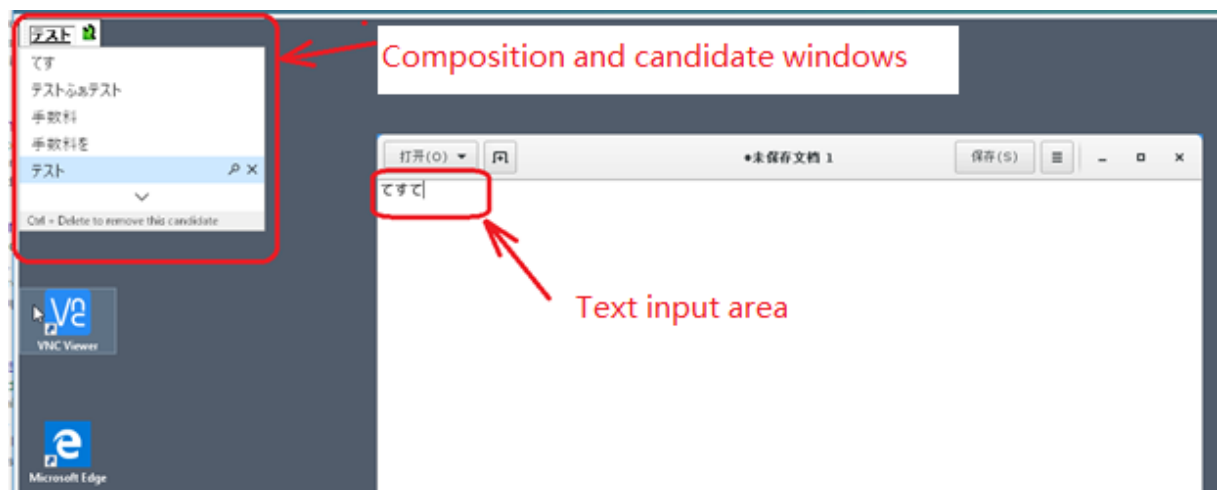 テスト
てす
テストふぁテスト
手数料
手数料を
テスト
Ctrl + Delete to remove this candidate
Composition and candidate windows
打开(O)
●未保存文档 1
保存(S)
てすて
Text input area
VNC Viewer
Microsoft Edge